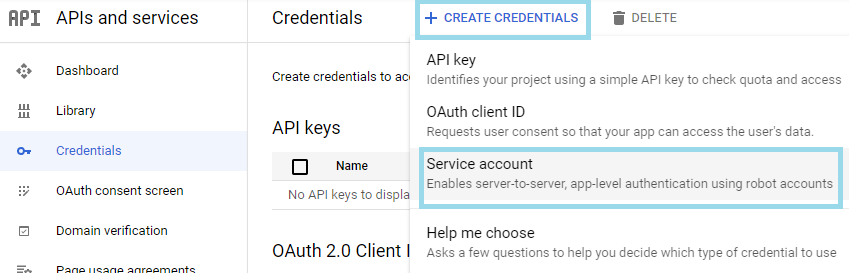 API APIs and services
Dashboard
Library
Credentials
OAuth consent screen
Domain verification
Page usage agreements
Credentials
+ CREATE CREDENTIALS
DELETE
Create credentials to acc
API keys
Name
No API keys to displa
OAuth 2.0 Client I
API key
Identifies your project using a simple API key to check quota and access
OAuth client ID
Requests user consent so that your app can access the user's data.
Service account
Enables server-to-server, app-level authentication using robot accounts
Help me choose
Asks a few questions to help you decide which type of credential to use